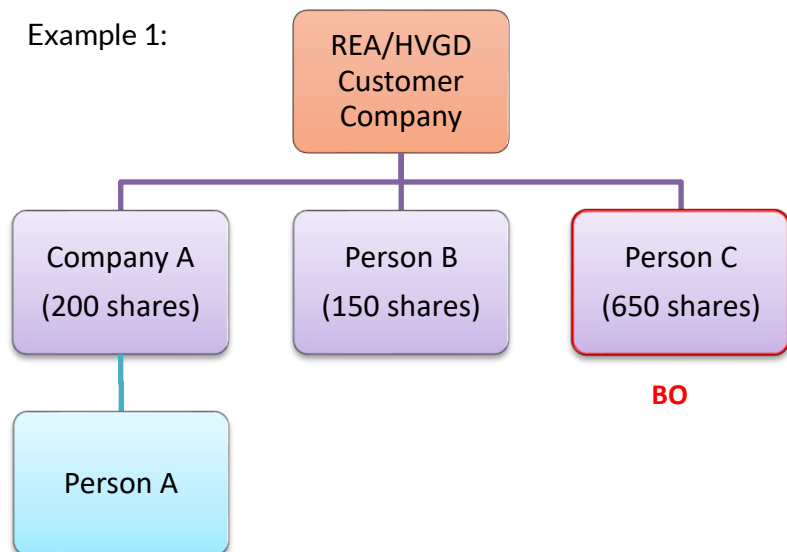 Example 1:
REA/HVGD
Customer
Company
Company A
(200 shares)
Person B
(150 shares)
Person C
(650 shares)
BO
Person A